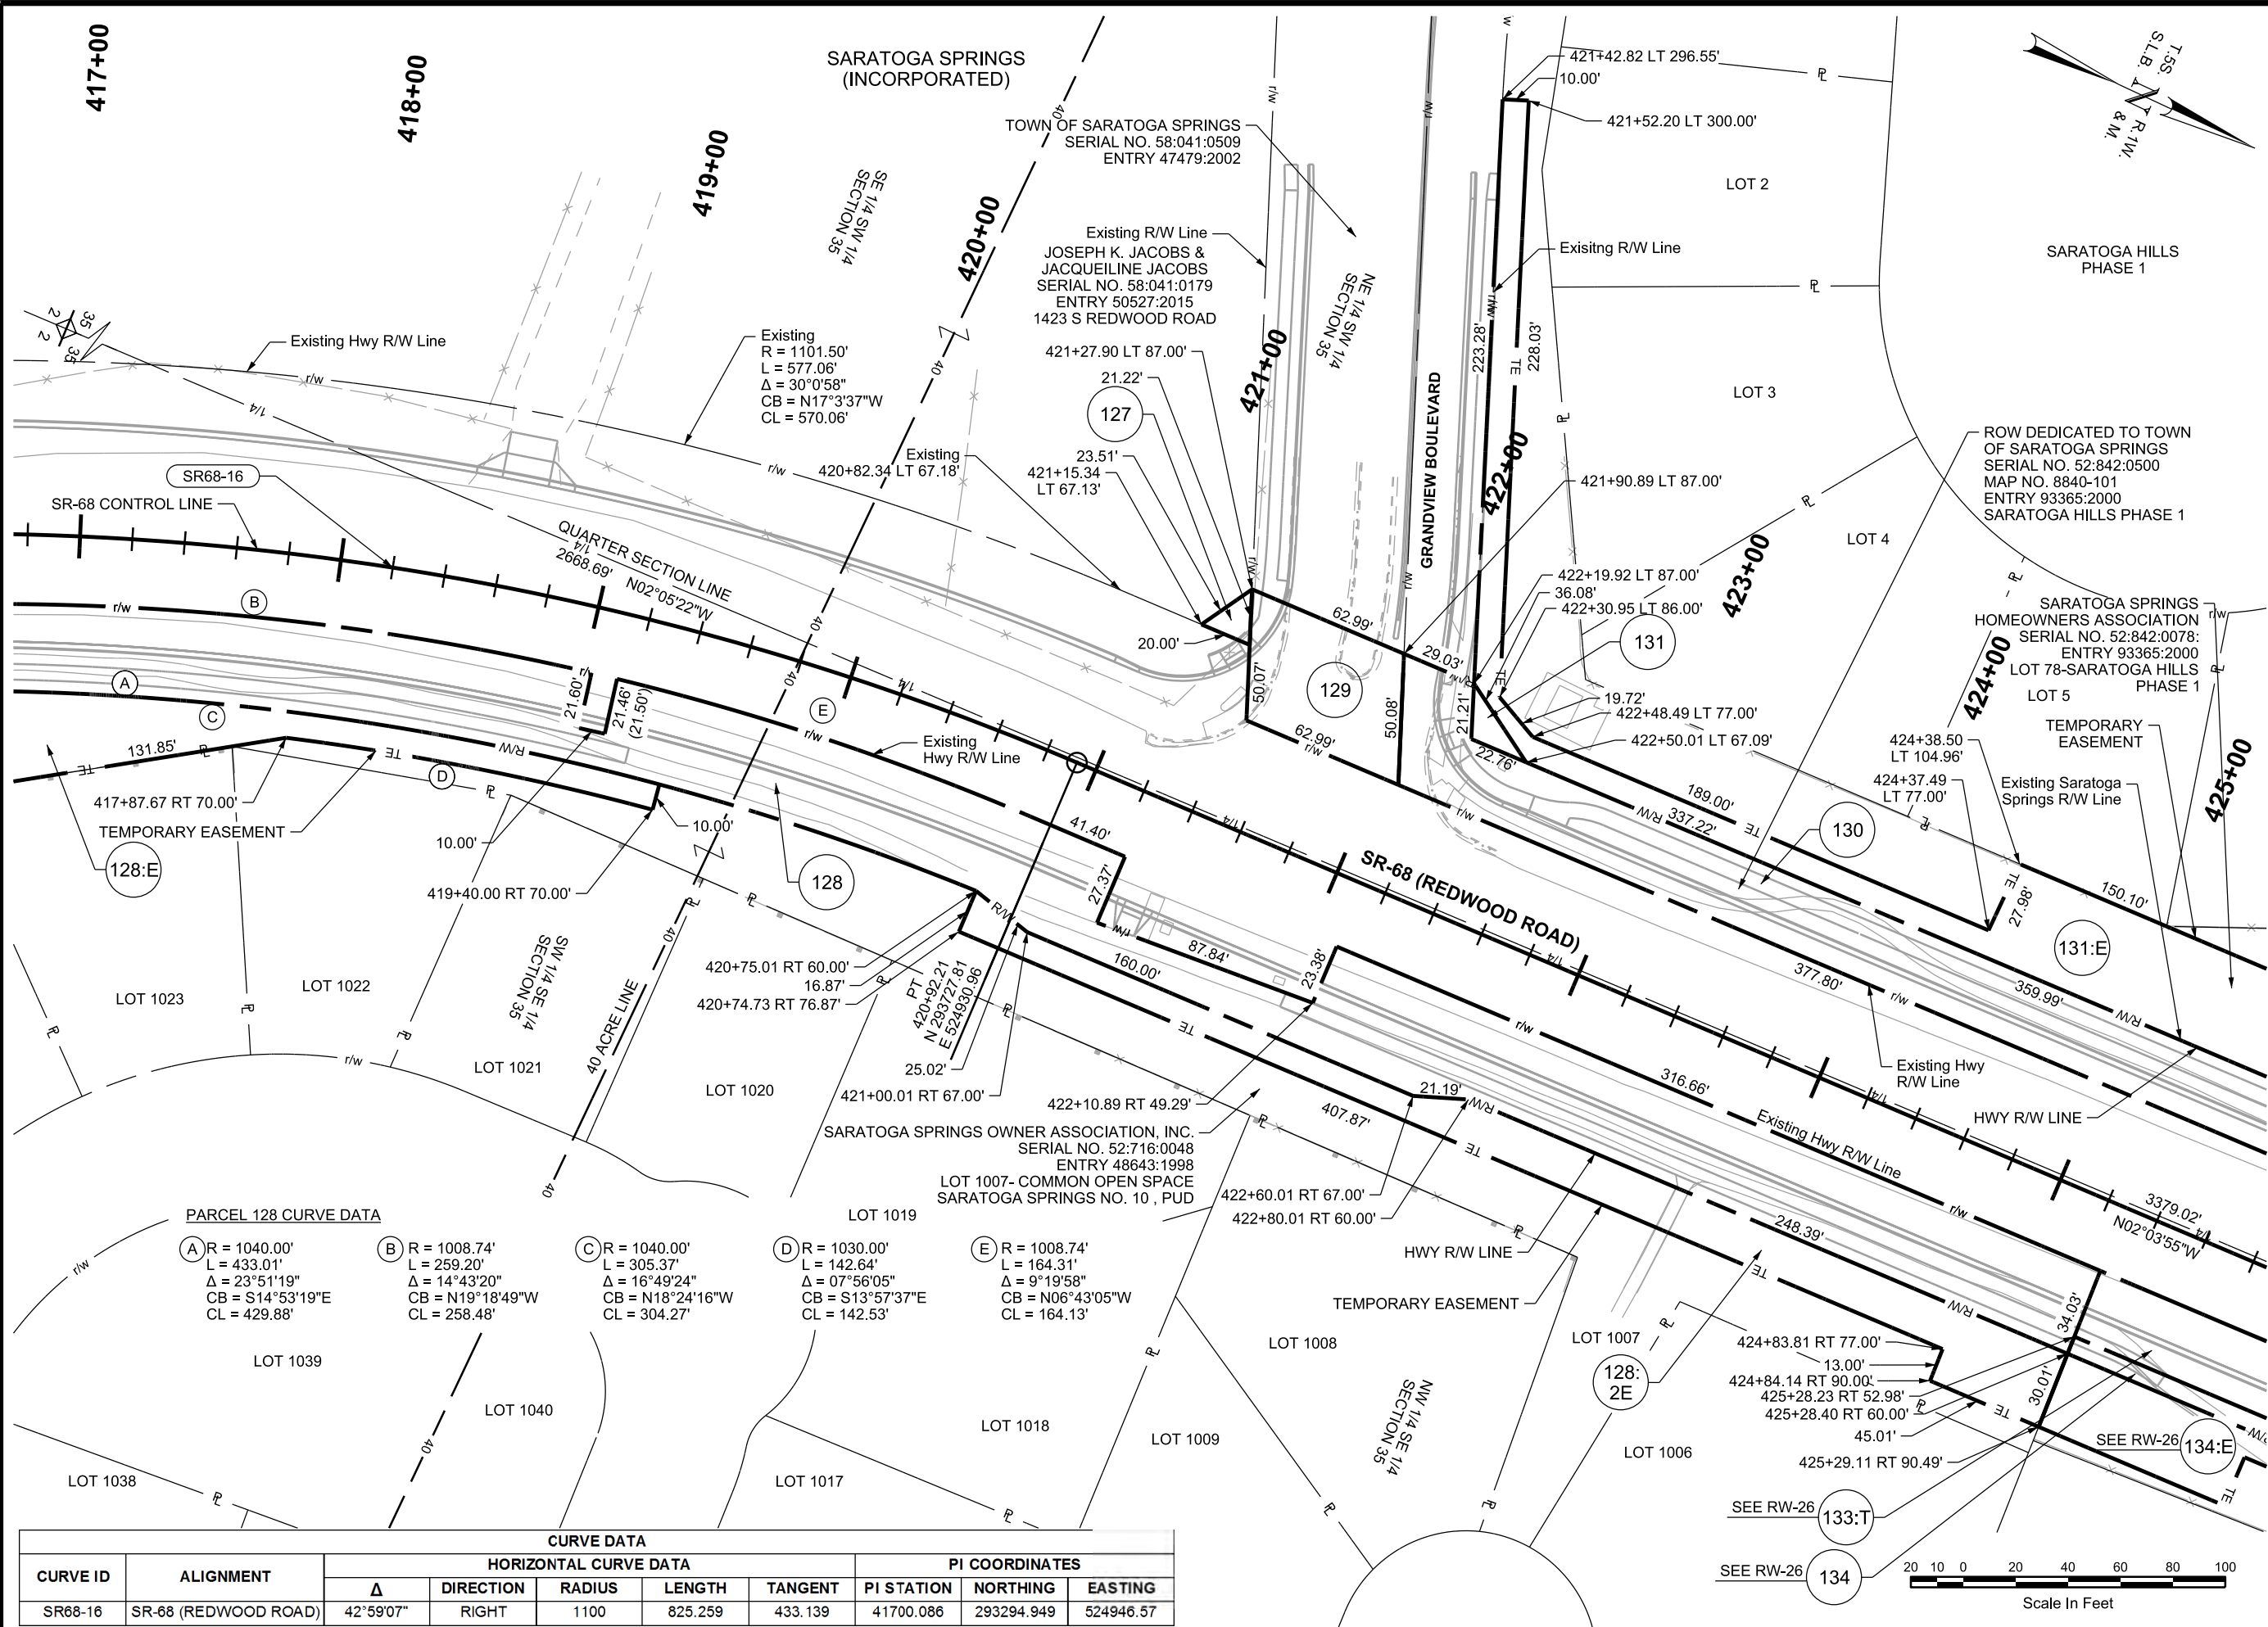 417+00
418+00
419+00
420+00
421+00
422+00
423+00
424+00
425+00
SARATOGA SPRINGS
(INCORPORATED)
T.5S. R.1W.
S.L.B. & M.
TOWN OF SARATOGA SPRINGS
SERIAL NO. 58:041:0509
ENTRY 47479:2002
SE 1/4 SW 1/4
SECTION 35
NE 1/4 SW 1/4
SECTION 35
Existing R/W Line
JOSEPH K. JACOBS &
JACQUEILINE JACOBS
SERIAL NO. 58:041:0179
ENTRY 50527:2015
1423 S REDWOOD ROAD
421+27.90 LT 87.00'
21.22'
127
23.51'
421+15.34
LT 67.13'
Existing
420+82.34 LT 67.18'
20.00'
421+42.82 LT 296.55'
10.00'
421+52.20 LT 300.00'
LOT 2
SARATOGA HILLS
PHASE 1
Exisitng R/W Line
223.28'
228.03'
TE
LOT 3
GRANDVIEW BOULEVARD
421+90.89 LT 87.00'
ROW DEDICATED TO TOWN
OF SARATOGA SPRINGS
SERIAL NO. 52:842:0500
MAP NO. 8840-101
ENTRY 93365:2000
SARATOGA HILLS PHASE 1
LOT 4
422+19.92 LT 87.00'
36.08'
422+30.95 LT 86.00'
131
19.72'
422+48.49 LT 77.00'
422+50.01 LT 67.09'
SARATOGA SPRINGS
HOMEOWNERS ASSOCIATION
SERIAL NO. 52:842:0078:
ENTRY 93365:2000
LOT 78-SARATOGA HILLS
PHASE 1
LOT 5
TEMPORARY
EASEMENT
Existing Saratoga
Springs R/W Line
424+38.50
LT 104.96'
424+37.49
LT 77.00'
35
2
2
35
Existing Hwy R/W Line
Existing
R = 1101.50'
L = 577.06'
Δ = 30°0'58"
CB = N17°3'37"W
CL = 570.06'
SR68-16
SR-68 CONTROL LINE
QUARTER SECTION LINE
2668.69' N02°05'22"W
62.99'
129
29.03'
50.07'
50.08'
62.99'
21.21'
22.76'
189.00'
337.22'
130
27.98'
150.10'
131:E
359.99'
377.80'
Existing Hwy
R/W Line
HWY R/W LINE
B
A
C
131.85'
D
E
21.60'
21.46'
(21.50')
Existing
Hwy R/W Line
417+87.67 RT 70.00'
TEMPORARY EASEMENT
128:E
10.00'
419+40.00 RT 70.00'
10.00'
128
41.40'
27.37'
87.84'
160.00'
23.38'
SR-68 (REDWOOD ROAD)
420+75.01 RT 60.00'
16.87'
420+74.73 RT 76.87'
PT
420+92.21
N 293727.81
E 524930.96
25.02'
421+00.01 RT 67.00'
422+10.89 RT 49.29'
LOT 1023
LOT 1022
SW 1/4 SE 1/4
SECTION 35
LOT 1021
40 ACRE LINE
LOT 1020
SARATOGA SPRINGS OWNER ASSOCIATION, INC.
SERIAL NO. 52:716:0048
ENTRY 48643:1998
LOT 1007- COMMON OPEN SPACE
SARATOGA SPRINGS NO. 10 , PUD
407.87'
21.19'
316.66'
Existing Hwy R/W Line
422+60.01 RT 67.00'
422+80.01 RT 60.00'
HWY R/W LINE
TEMPORARY EASEMENT
248.39'
3379.02'
N02°03'55"W
LOT 1019
PARCEL 128 CURVE DATA
A R = 1040.00'
L = 433.01'
Δ = 23°51'19"
CB = S14°53'19"E
CL = 429.88'
B R = 1008.74'
L = 259.20'
Δ = 14°43'20"
CB = N19°18'49"W
CL = 258.48'
C R = 1040.00'
L = 305.37'
Δ = 16°49'24"
CB = N18°24'16"W
CL = 304.27'
D R = 1030.00'
L = 142.64'
Δ = 07°56'05"
CB = S13°57'37"E
CL = 142.53'
E R = 1008.74'
L = 164.31'
Δ = 9°19'58"
CB = N06°43'05"W
CL = 164.13'
LOT 1039
LOT 1040
LOT 1038
LOT 1017
LOT 1018
LOT 1009
LOT 1008
LOT 1007
128:
2E
NW 1/4 SE 1/4
SECTION 35
LOT 1006
424+83.81 RT 77.00'
13.00'
424+84.14 RT 90.00'
425+28.23 RT 52.98'
425+28.40 RT 60.00'
45.01'
425+29.11 RT 90.49'
34.03'
30.01'
SEE RW-26 134:E
SEE RW-26 133:T
SEE RW-26 134
20 10 0 20 40 60 80 100
Scale In Feet
CURVE DATA
CURVE ID ALIGNMENT HORIZONTAL CURVE DATA PI COORDINATES
Δ DIRECTION RADIUS LENGTH TANGENT PI STATION NORTHING EASTING
SR68-16 SR-68 (REDWOOD ROAD) 42°59'07" RIGHT 1100 825.259 433.139 41700.086 293294.949 524946.57